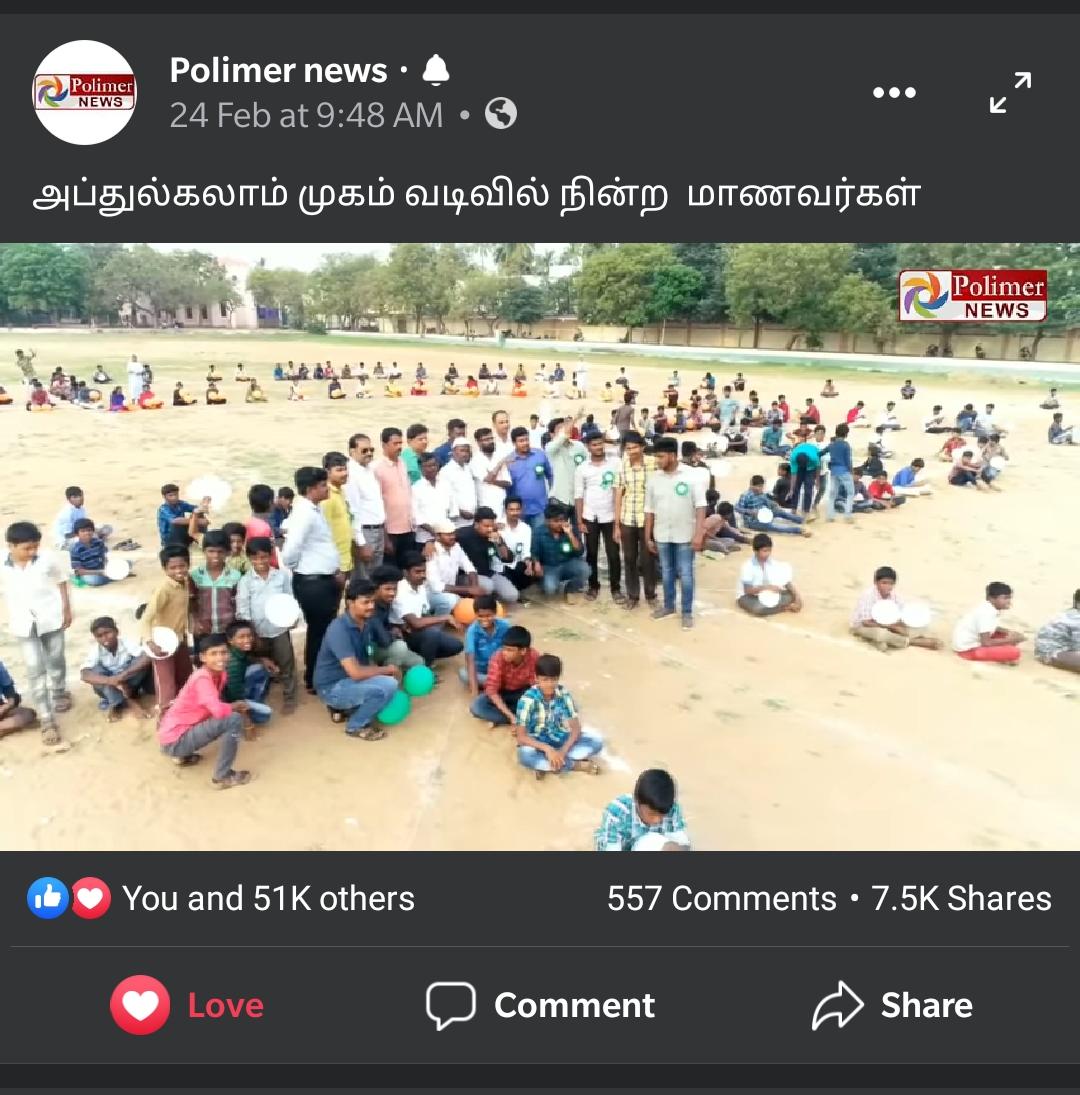 Polimer
NEWS
Polimer news ·
24 Feb at 9:48 AM •
அப்துல்கலாம் முகம் வடிவில் நின்ற மாணவர்கள்
Polimer
NEWS
You and 51K others
557 Comments • 7.5K Shares
Love
Comment
Share